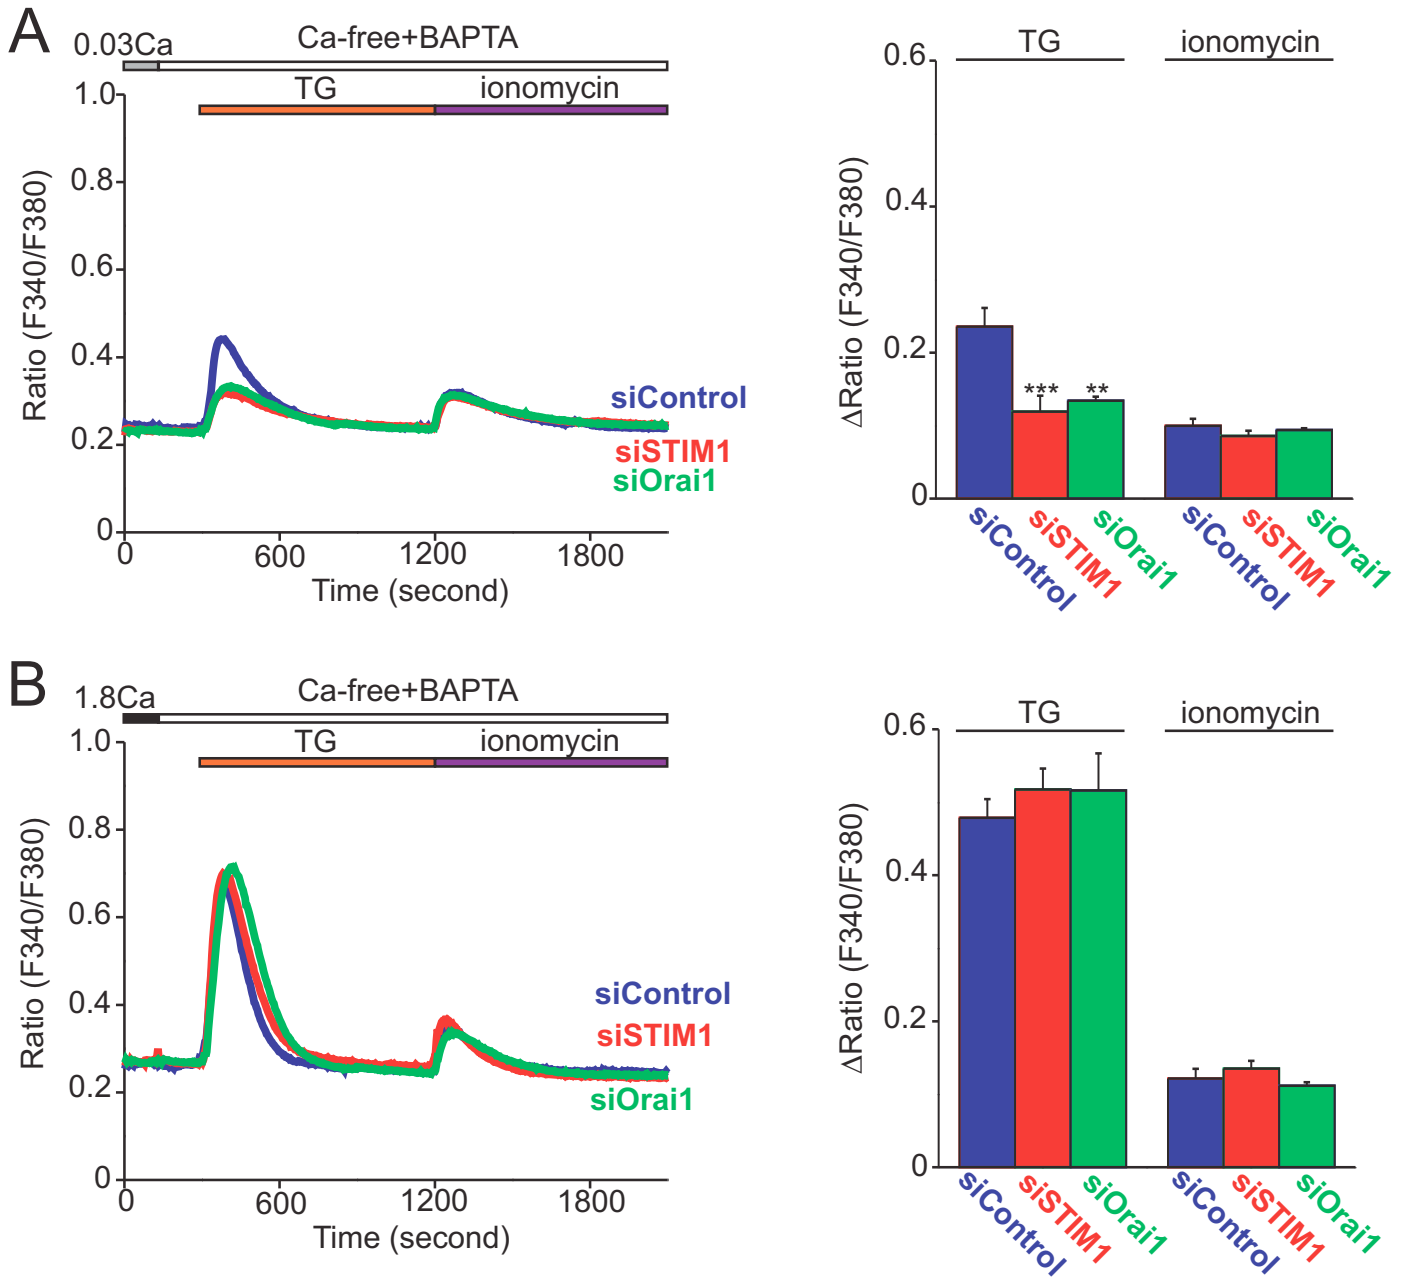 A
0.03Ca
Ca-free+BAPTA
TG
ionomycin
1.0
0.8
0.6
0.4
0.2
0
Ratio (F340/F380)
siControl
siSTIM1
siOrai1
0
600
1200
1800
Time (second)
TG
ionomycin
0.6
0.4
0.2
0
ΔRatio (F340/F380)
***
**
siControl
siSTIM1
siOrai1
siControl
siSTIM1
siOrai1
B
1.8Ca
Ca-free+BAPTA
TG
ionomycin
1.0
0.8
0.6
0.4
0.2
0
Ratio (F340/F380)
siControl
siSTIM1
siOrai1
0
600
1200
1800
Time (second)
TG
ionomycin
0.6
0.4
0.2
0
ΔRatio (F340/F380)
siControl
siSTIM1
siOrai1
siControl
siSTIM1
siOrai1